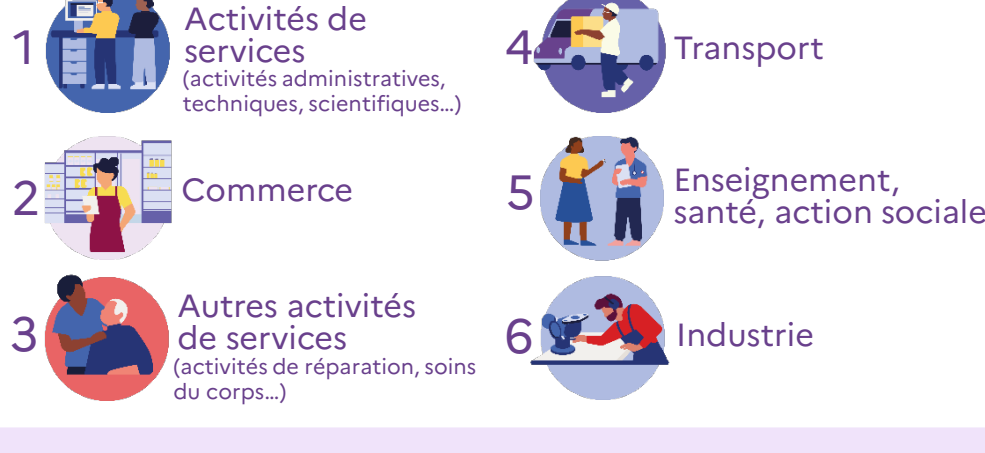 1
Activités de
services
(activités administratives,
techniques, scientifiques…)
2
Commerce
3
Autres activités
de services
(activités de réparation, soins
du corps…)
4
Transport
5
Enseignement,
santé, action sociale
6
Industrie